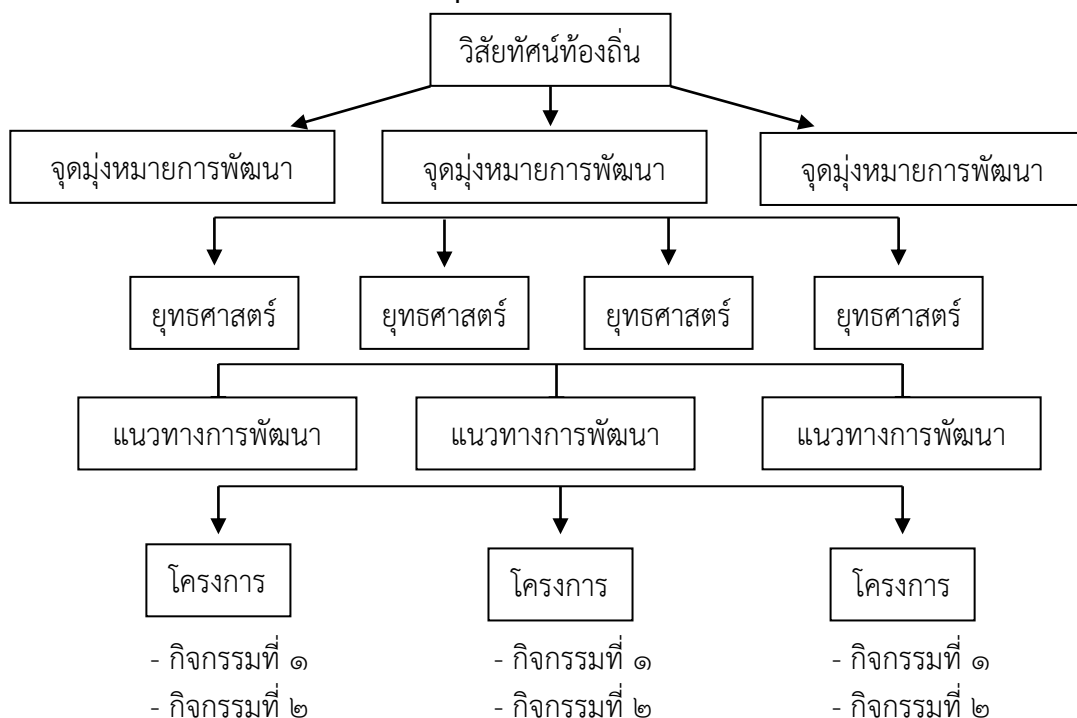 วิสัยทัศน์ท้องถิ่น
จุดมุ่งหมายการพัฒนา จุดมุ่งหมายการพัฒนา จุดมุ่งหมายการพัฒนา
ยุทธศาสตร์ ยุทธศาสตร์ ยุทธศาสตร์ ยุทธศาสตร์
แนวทางการพัฒนา แนวทางการพัฒนา แนวทางการพัฒนา
โครงการ โครงการ โครงการ
- กิจกรรมที่ ๑ - กิจกรรมที่ ๑ - กิจกรรมที่ ๑
- กิจกรรมที่ ๒ - กิจกรรมที่ ๒ - กิจกรรมที่ ๒